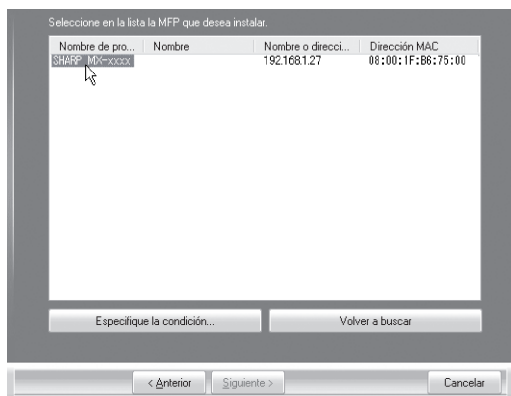 Seleccione en la lista la MFP que desea instalar.
Nombre de pro... Nombre Nombre o direcci... Dirección MAC
SHARP MX-xxxx 192.168.1.27 08:00:1F:B6:75:00
Especifique la condición... Volver a buscar
< Anterior Siguiente > Cancelar